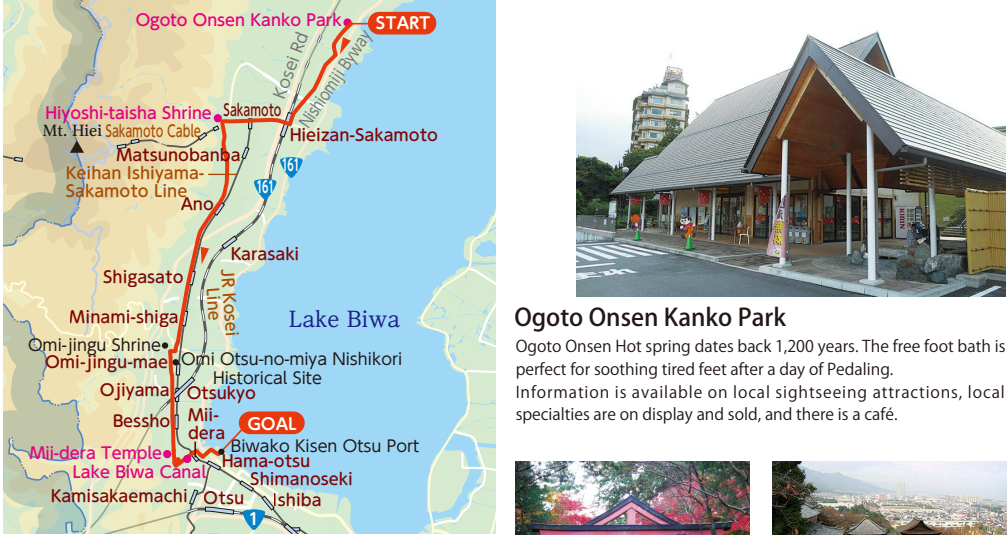 Ogoto Onsen Kanko Park
START
Kosei Rd
Nishiomiji Byway
Hiyoshi-taisha Shrine
Sakamoto
Mt. Hiei
Sakamoto Cable
Hieizan-Sakamoto
Matsunobanba
161
Keihan Ishiyama-
Sakamoto Line
161
Ano
Karasaki
Shigasato
JR Kosei
Line
Minami-shiga
Lake Biwa
Omi-jingu Shrine
Omi-jingu-mae
Omi Otsu-no-miya Nishikori
Historical Site
Ojiyama
Otsukyo
Bessho
Mii-
dera
GOAL
Biwako Kisen Otsu Port
Mii-dera Temple
Hama-otsu
Lake Biwa Canal
Shimanoseki
Kamisakaemachi
Otsu
Ishiba
1
KIRIN
止まれ
Ogoto Onsen Kanko Park
Ogoto Onsen Hot spring dates back 1,200 years. The free foot bath is
perfect for soothing tired feet after a day of Pedaling.
Information is available on local sightseeing attractions, local
specialties are on display and sold, and there is a café.